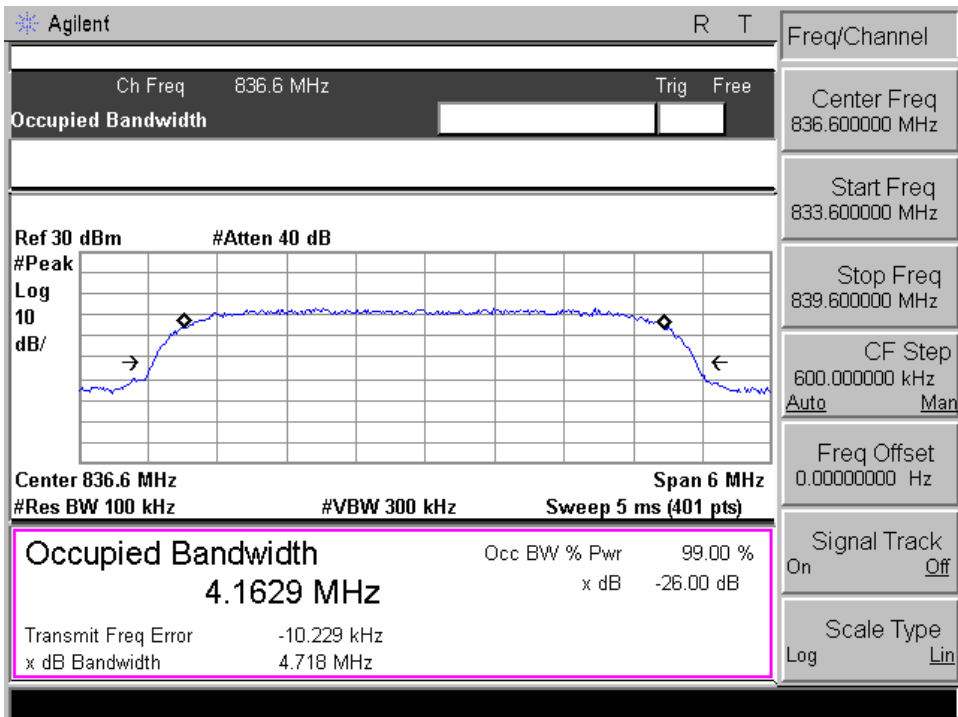 Agilent R T
Ch Freq 836.6 MHz Trig Free
Occupied Bandwidth
Ref 30 dBm #Atten 40 dB
#Peak
Log
10
dB/
Center 836.6 MHz Span 6 MHz
#Res BW 100 kHz #VBW 300 kHz Sweep 5 ms (401 pts)
Occupied Bandwidth Occ BW % Pwr 99.00 %
4.1629 MHz x dB -26.00 dB
Transmit Freq Error -10.229 kHz
x dB Bandwidth 4.718 MHz
Freq/Channel
Center Freq
836.600000 MHz
Start Freq
833.600000 MHz
Stop Freq
839.600000 MHz
CF Step
600.000000 kHz
Auto Man
Freq Offset
0.00000000 Hz
Signal Track
On Off
Scale Type
Log Lin